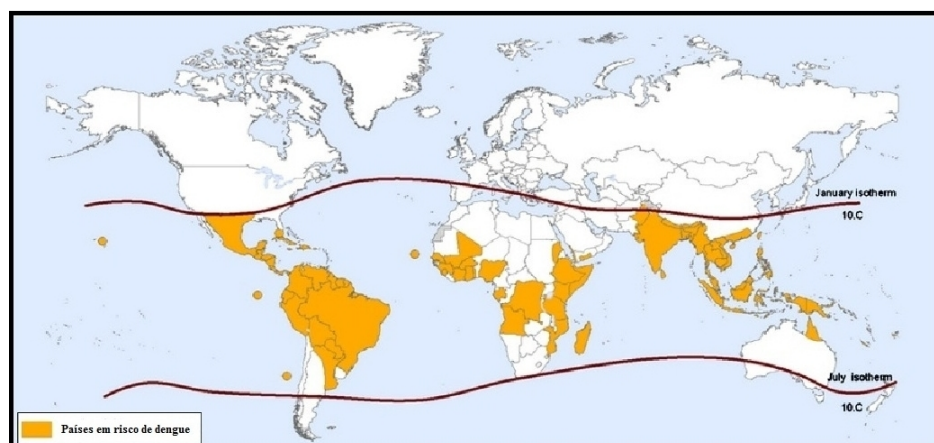 January isotherm
10.C
July isotherm
10.C
Países em risco de dengue